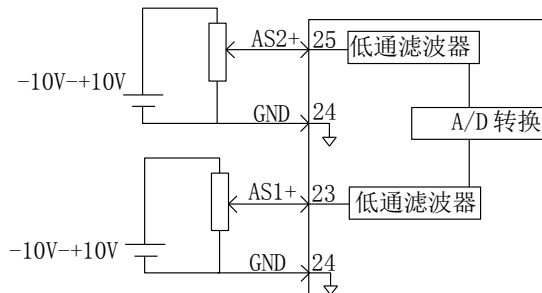 AS2+ 25 低通滤波器
-10V-+10V
GND 24
A/D 转换
AS1+ 23 低通滤波器
-10V-+10V
GND 24